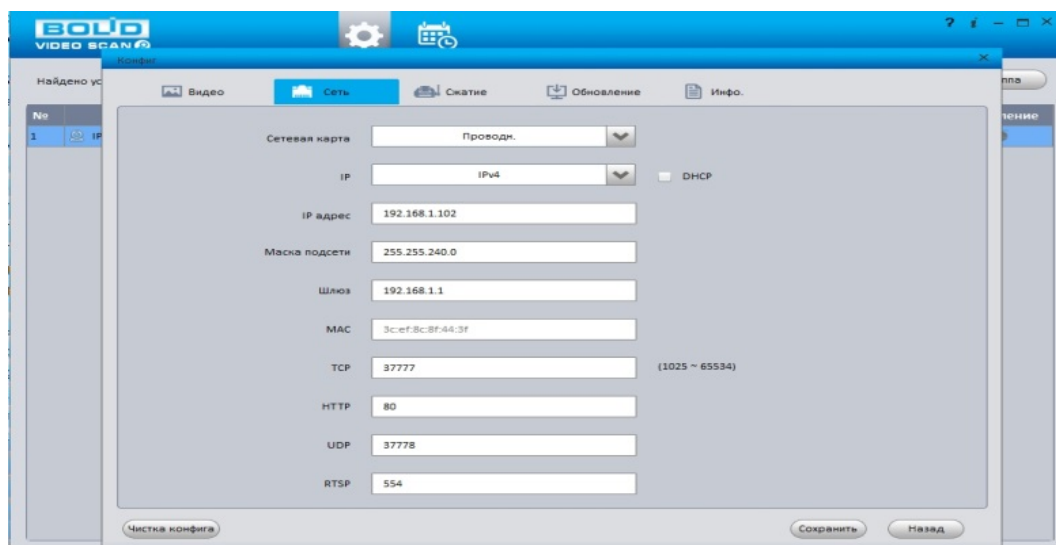 BOLID
VIDEO SCAN
? i
Конфиг
Найдено ус
ппа
Видео Сеть Сжатие Обновление Инфо.
№
1 IP
Сетевая карта Проводн.
IP IPv4 DHCP
IP адрес 192.168.1.102
Маска подсети 255.255.240.0
Шлюз 192.168.1.1
MAC 3c:ef:8c:8f:44:3f
TCP 37777 (1025 ~ 65534)
HTTP 80
UDP 37778
RTSP 554
Чистка конфига Сохранить Назад